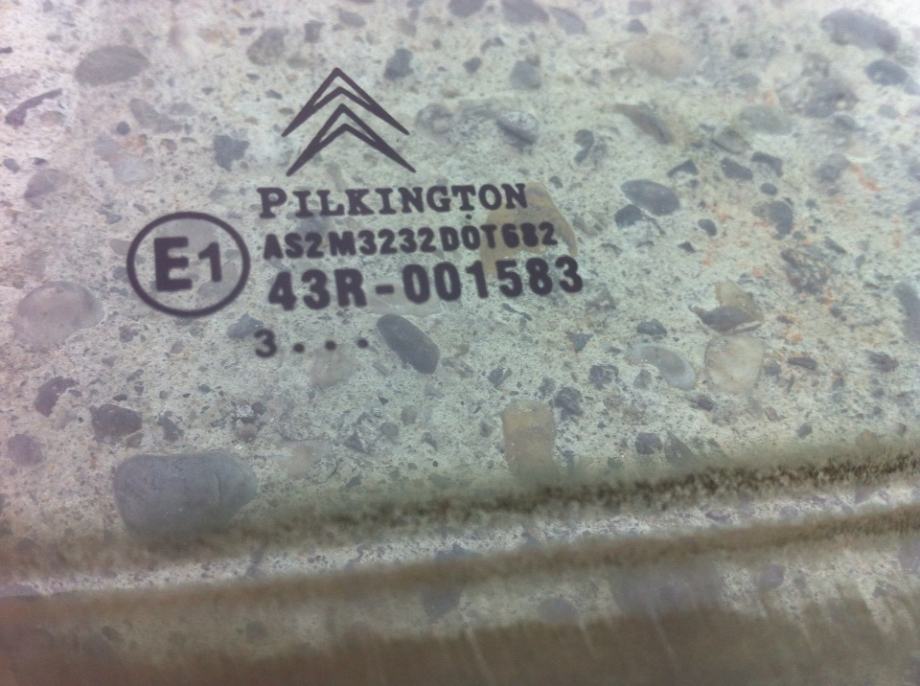 PILKINGTON
AS2M3232DOT682
E1
43R-001583
3...